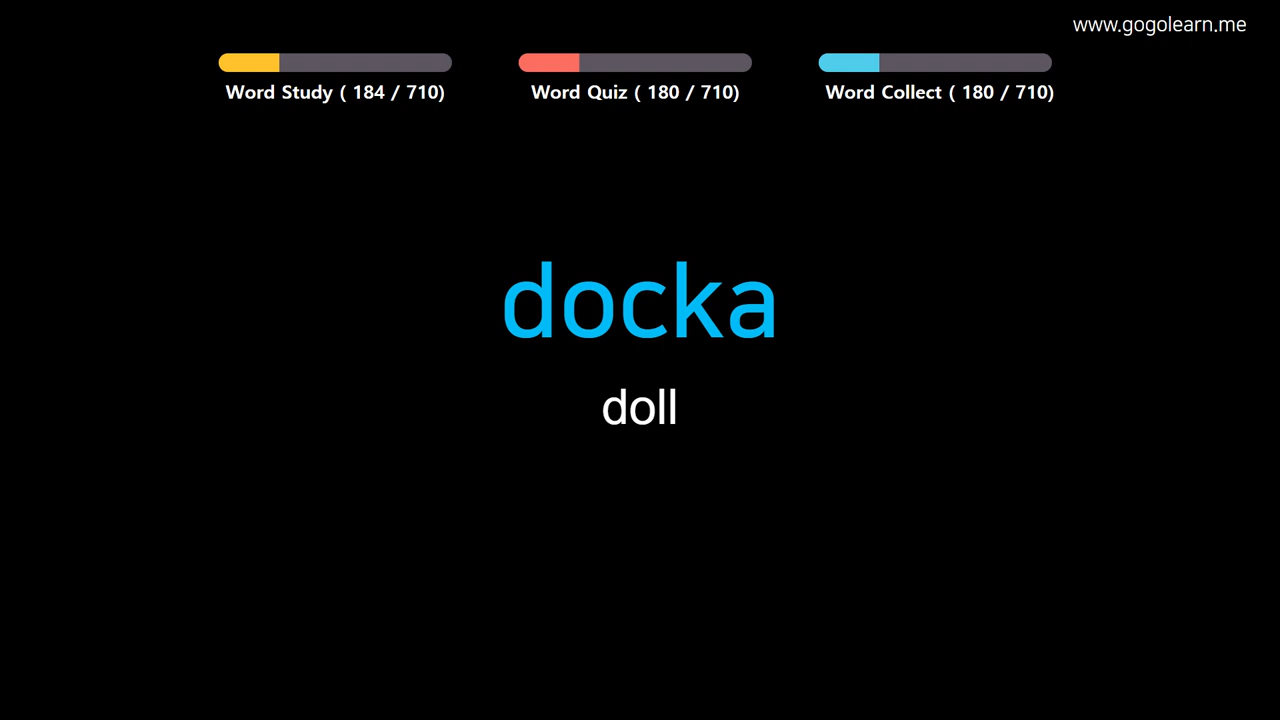 www.gogolearn.me
Word Study ( 184 / 710)
Word Quiz ( 180 / 710)
Word Collect ( 180 / 710)
docka
doll